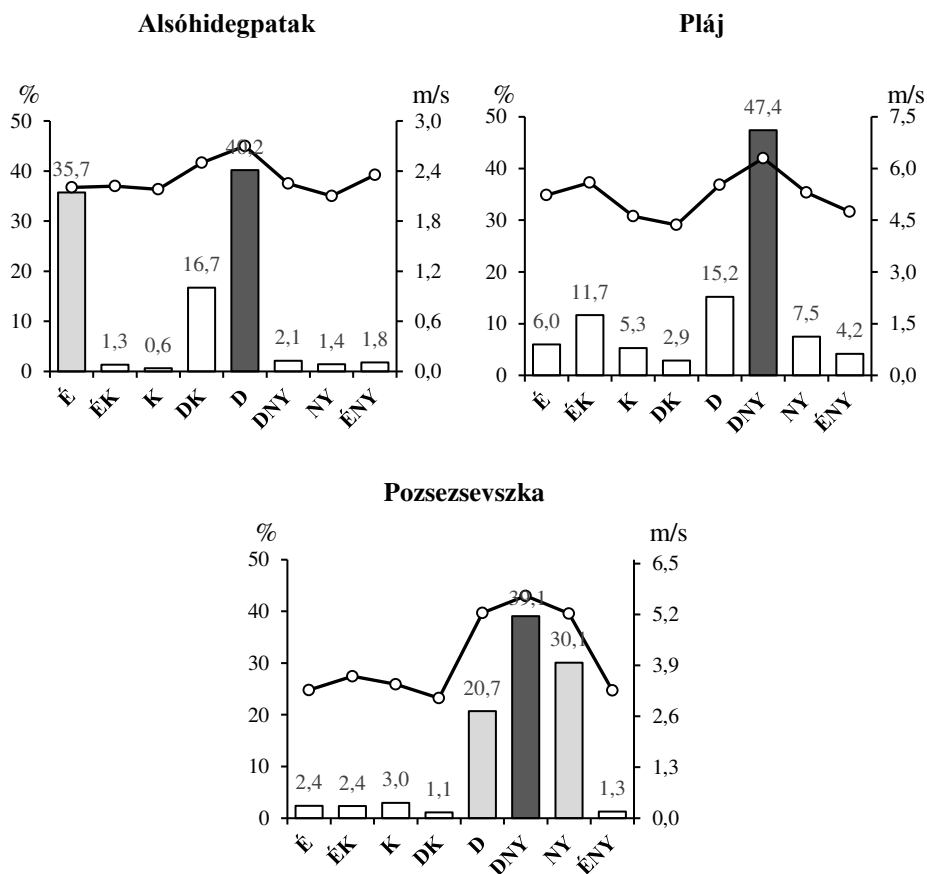 Alsóhidegpatak
% m/s
50 3,0
40,2
40 35,7 2,4
30 1,8
20 16,7 1,2
10 0,6
1,3 0,6 2,1 1,4 1,8
0 0,0
É ÉK K DK D DNY NY ÉNY
Pláj
% m/s
50 47,4 7,5
40 6,0
30 4,5
20 15,2 3,0
11,7
10 6,0 5,3 2,9 7,5 4,2 1,5
0 0,0
É ÉK K DK D DNY NY ÉNY
Pozsezsevszka
% m/s
50 6,5
40 39,1 5,2
30 30,1 3,9
20 20,7 2,6
10 1,3
2,4 2,4 3,0 1,1 1,3
0 0,0
É ÉK K DK D DNY NY ÉNY